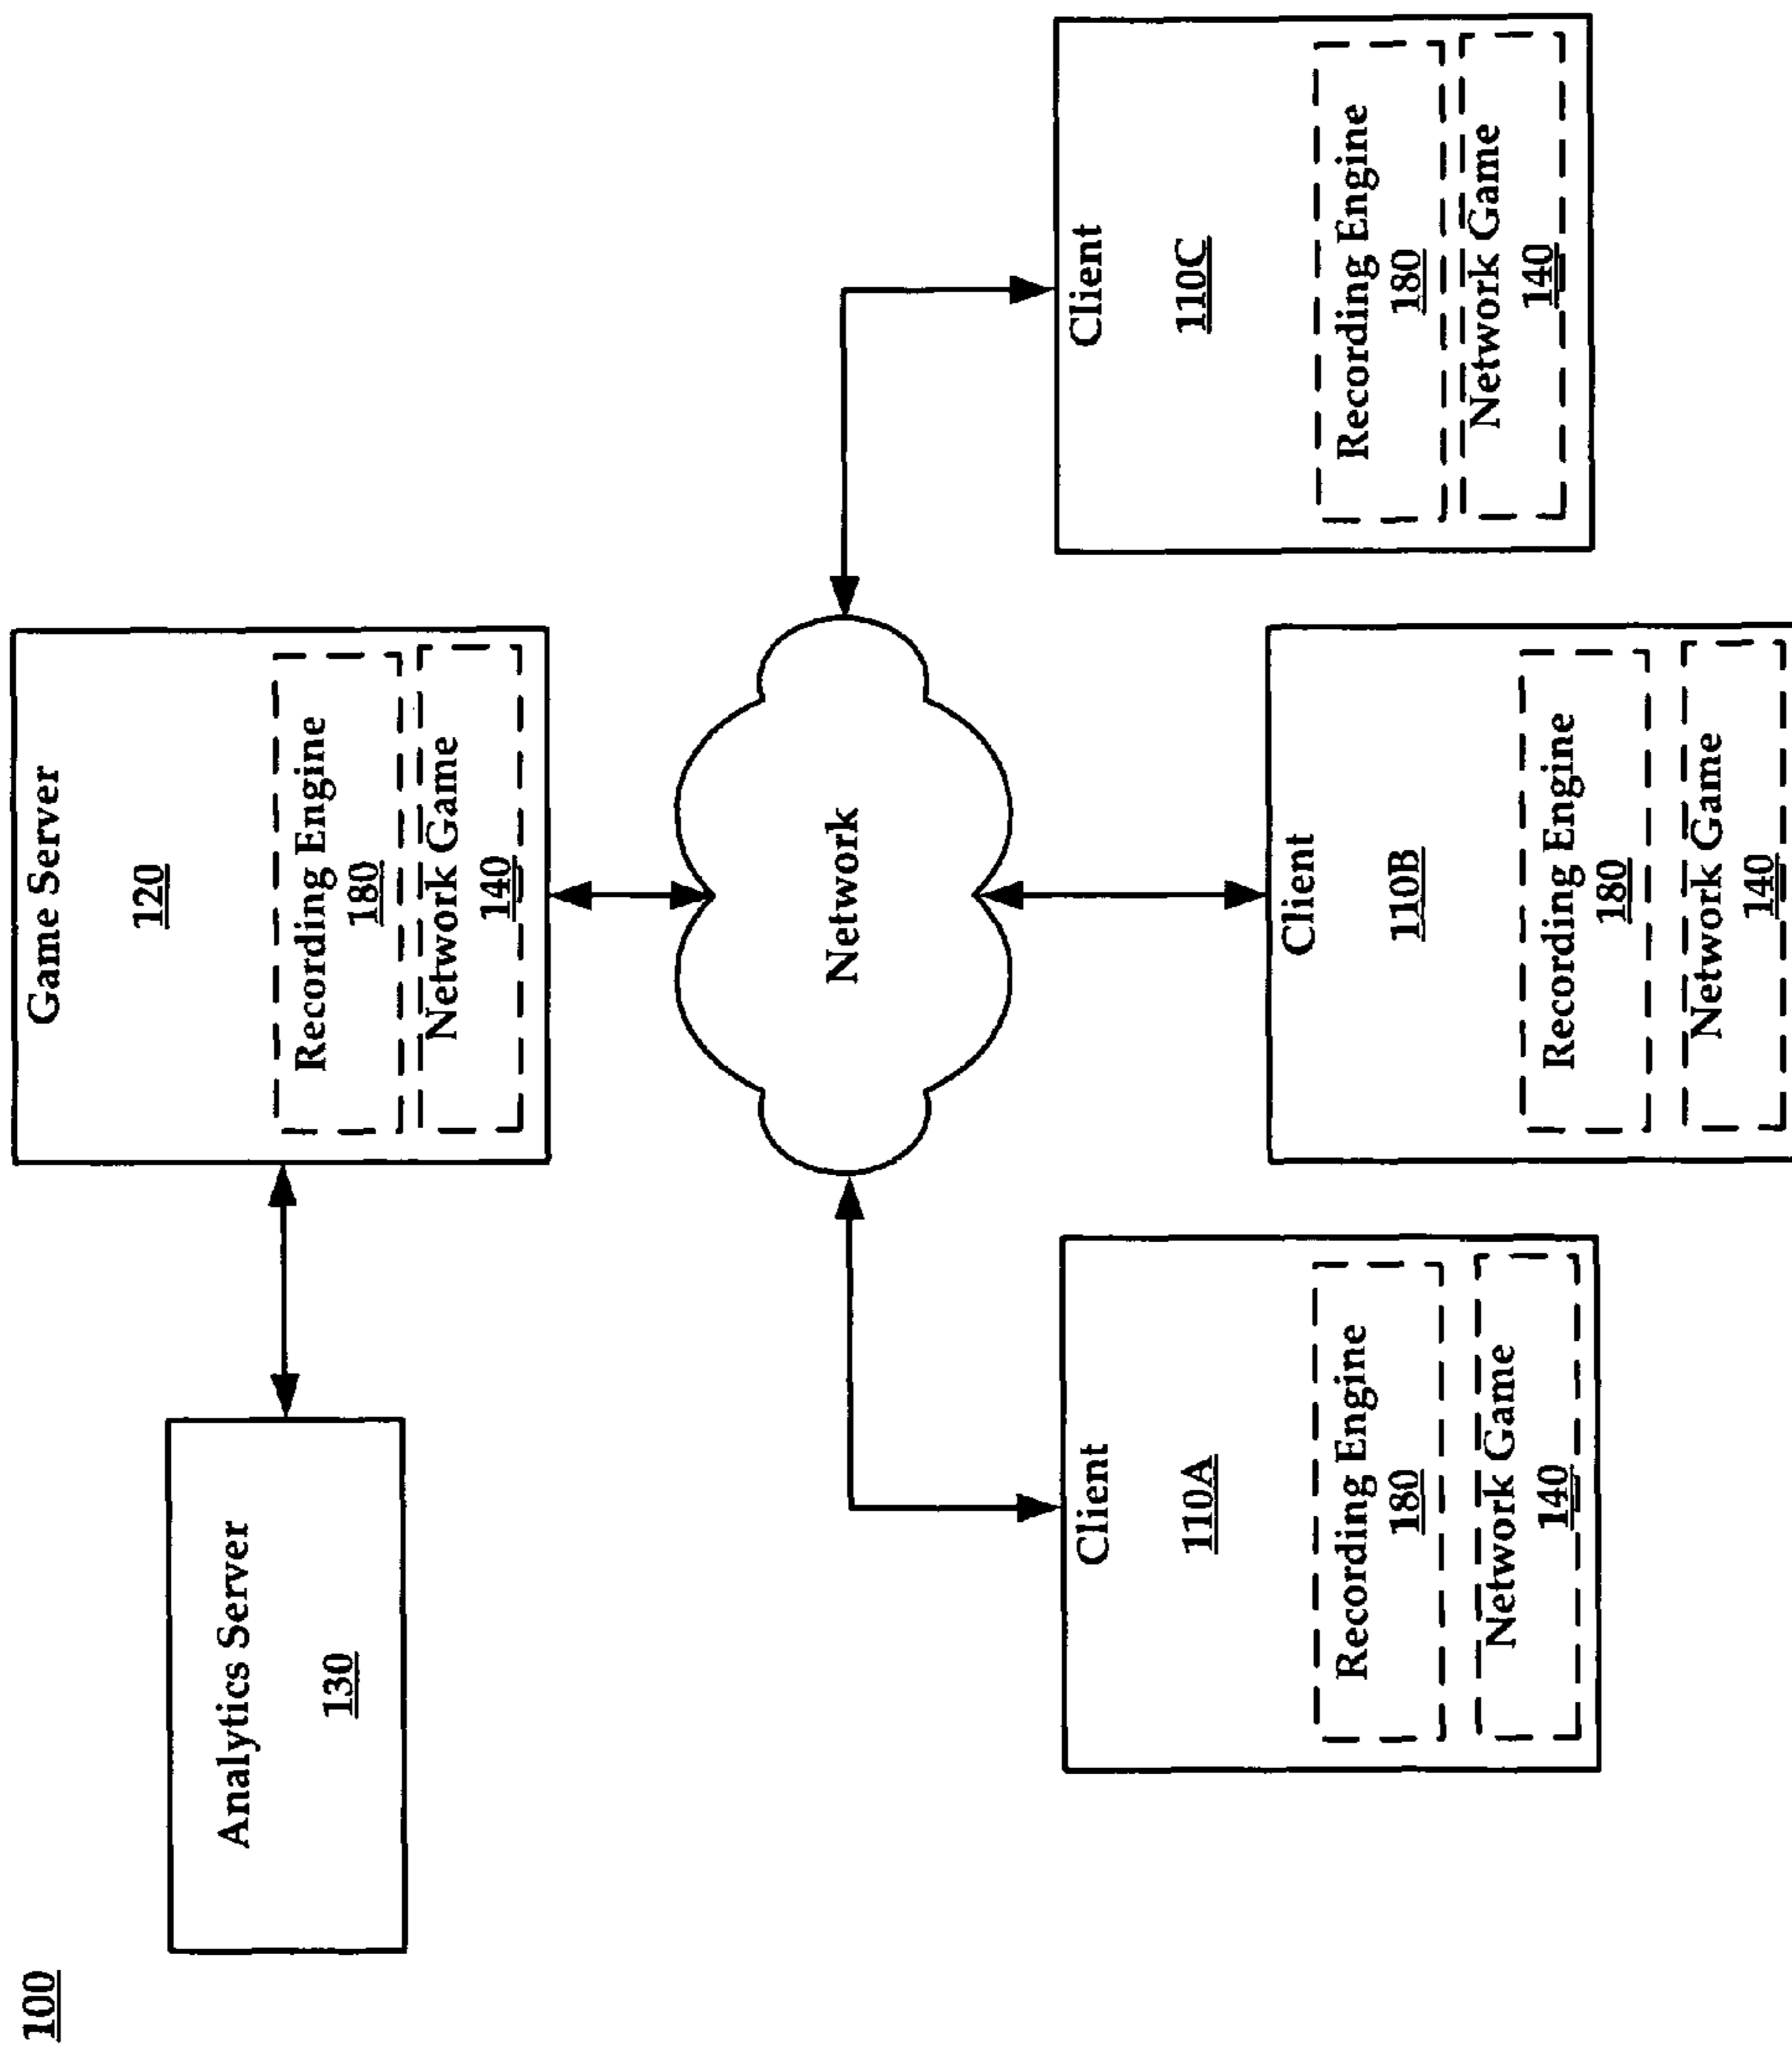 100
Analytics Server
130
Game Server
120
Recording Engine
180
Network Game
140
Network
Client
110A
Recording Engine
180
Network Game
140
Client
110B
Recording Engine
180
Network Game
140
Client
110C
Recording Engine
180
Network Game
140